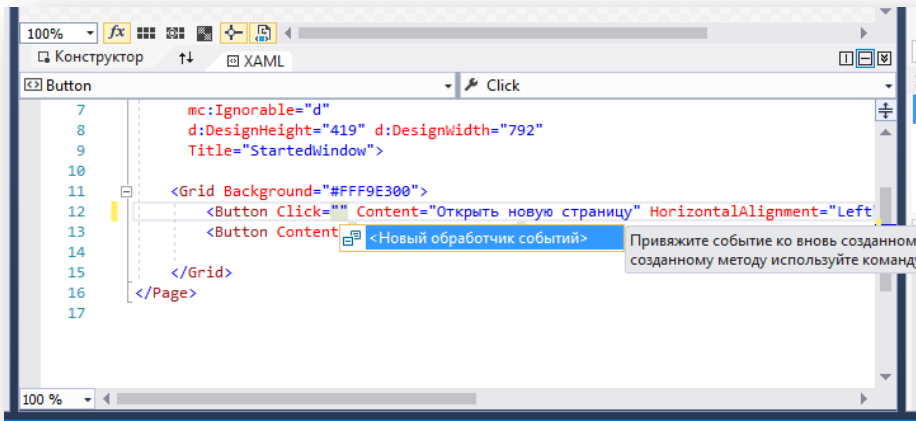 100%
Конструктор XAML
Button Click
7 mc:Ignorable="d"
8 d:DesignHeight="419" d:DesignWidth="792"
9 Title="StartedWindow">
10
11 <Grid Background="#FFF9E300">
12 <Button Click="" Content="Открыть новую страницу" HorizontalAlignment="Left
13 <Button Content
<Новый обработчик событий>
Привяжите событие ко вновь созданном
созданному методу используйте команду
14
15 </Grid>
16 </Page>
17
100 %